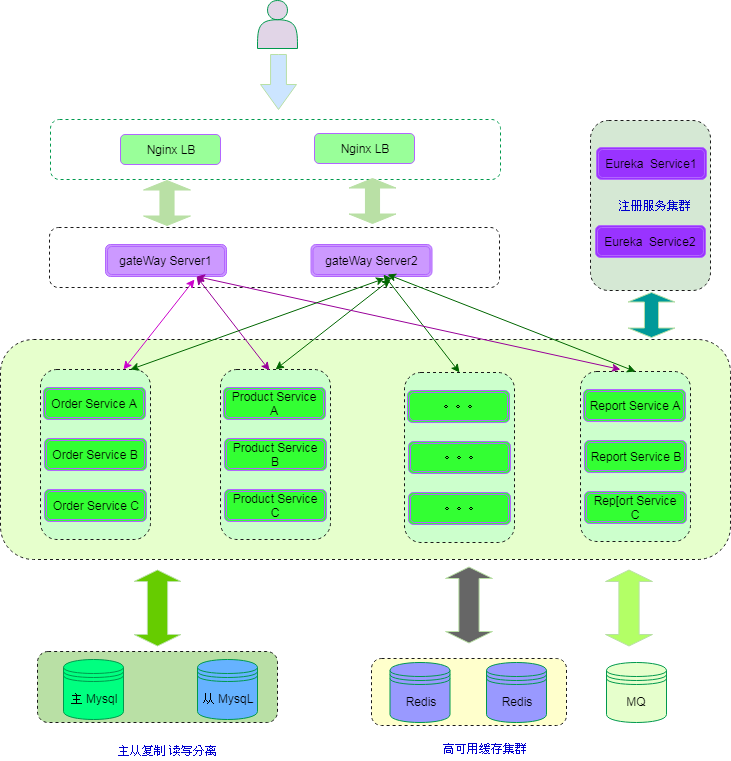 Nginx LB
Nginx LB
Eureka Service1
注册服务集群
Eureka Service2
gateWay Server1
gateWay Server2
Order Service A
Order Service B
Order Service C
Product Service
A
Product Service
B
Product Service
C
。。。
。。。
。。。
Report Service A
Report Service B
Rep[ort Service
C
主 Mysql
从 MysqL
主从复制 读写分离
Redis
Redis
高可用缓存集群
MQ